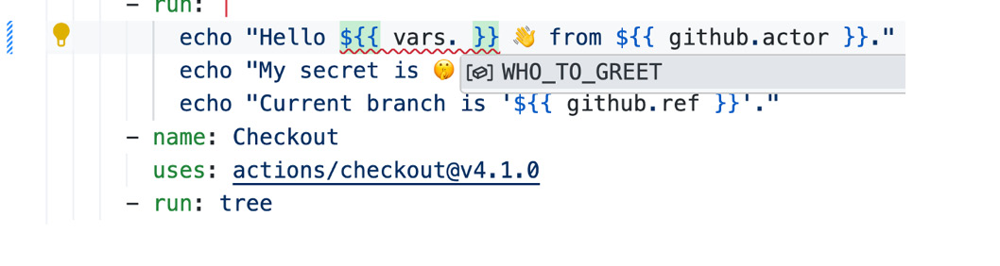 - run: |
echo "Hello ${{ vars. }} 👋 from ${{ github.actor }}."
echo "My secret is 🤫
WHO_TO_GREET
echo "Current branch is '${{ github.ref }}'."
- name: Checkout
uses: actions/checkout@v4.1.0
- run: tree